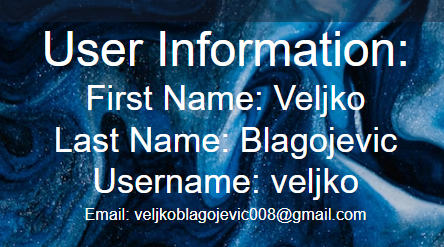 User Information:
First Name: Veljko
Last Name: Blagojevic
Username: veljko
Email: veljkoblagojevic008@gmail.com